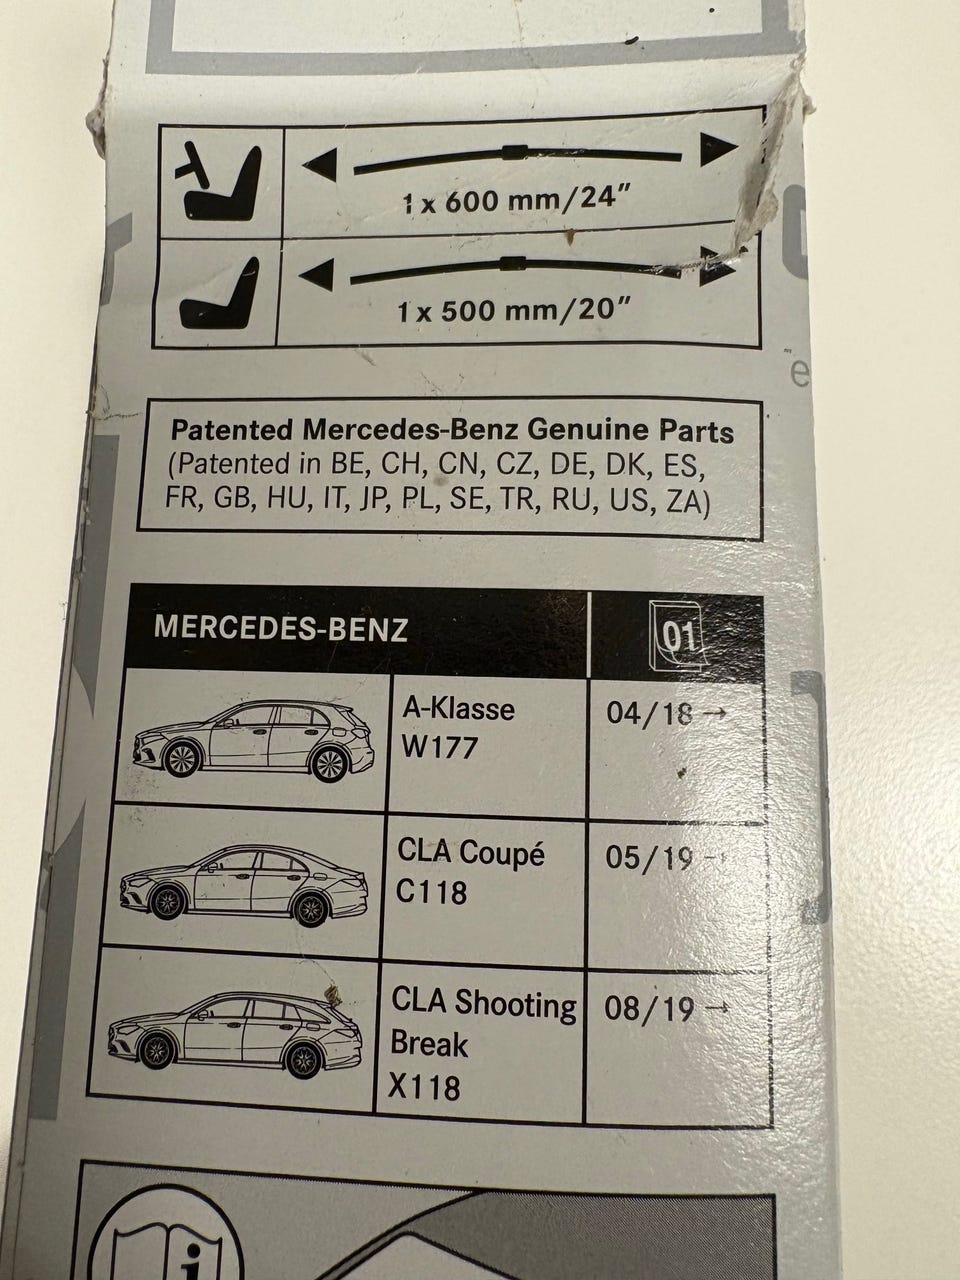 1 x 600 mm/24″
1 x 500 mm/20″
e
Patented Mercedes-Benz Genuine Parts
(Patented in BE, CH, CN, CZ, DE, DK, ES,
FR, GB, HU, IT, JP, PL, SE, TR, RU, US, ZA)
MERCEDES-BENZ 01
A-Klasse 04/18 →
W177
CLA Coupé 05/19 →
C118
CLA Shooting 08/19 →
Break
X118
i